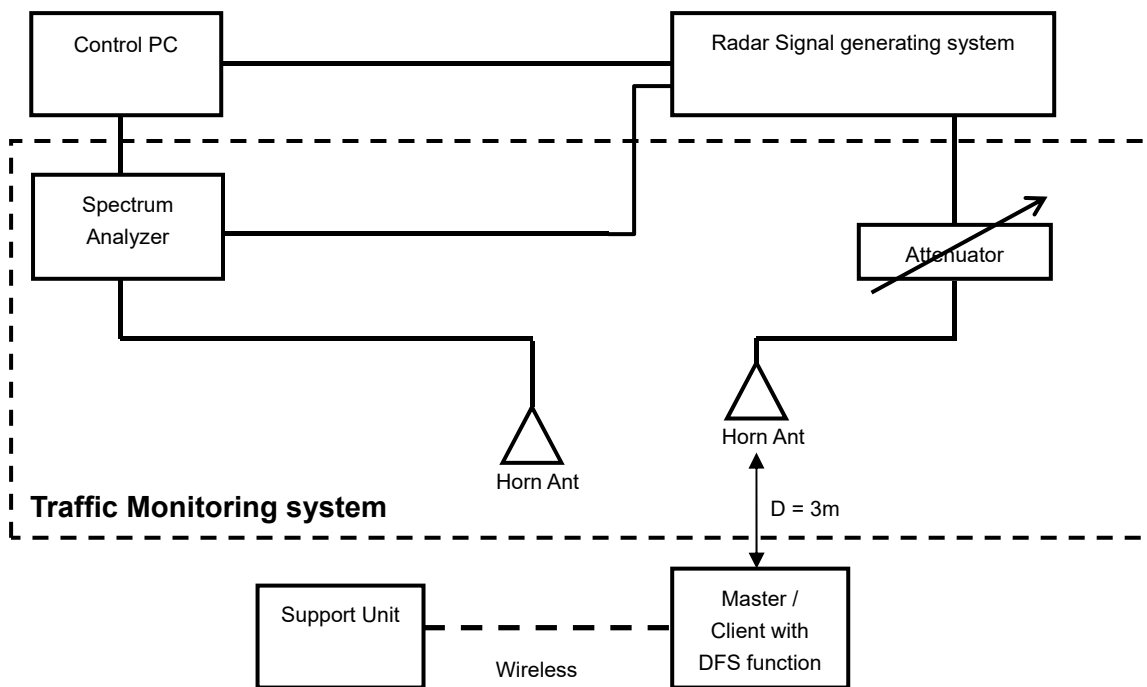 Control PC
Radar Signal generating system
Spectrum
Analyzer
Attenuator
Horn Ant
Horn Ant
Traffic Monitoring system
D = 3m
Support Unit
Wireless
Master /
Client with
DFS function